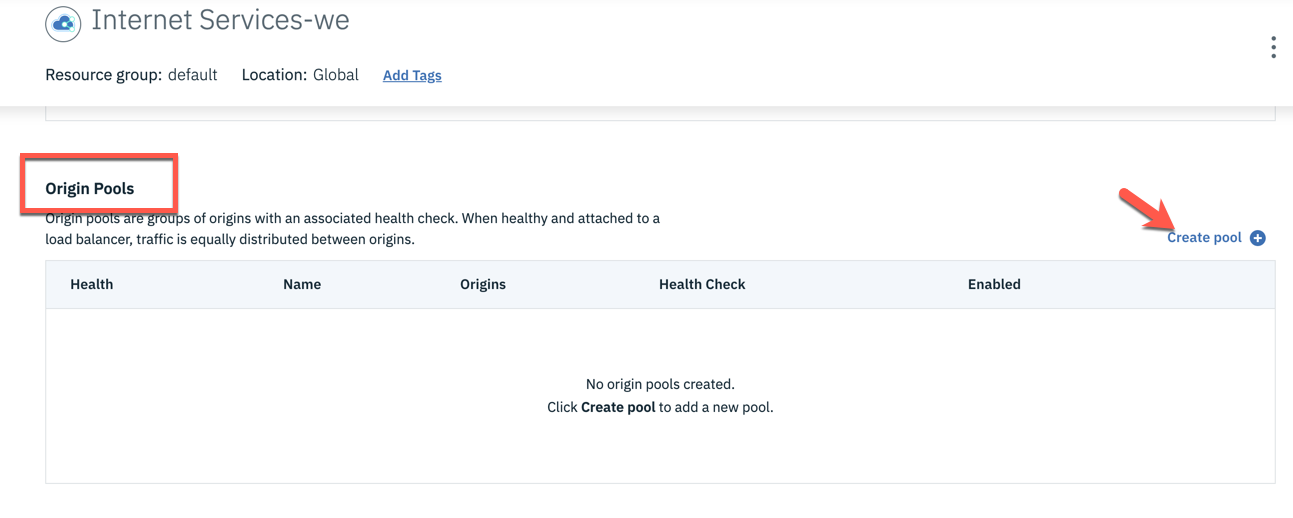 Internet Services-we
Resource group: default Location: Global Add Tags
Origin Pools
Origin pools are groups of origins with an associated health check. When healthy and attached to a
load balancer, traffic is equally distributed between origins.
Create pool
Health Name Origins Health Check Enabled
No origin pools created.
Click Create pool to add a new pool.